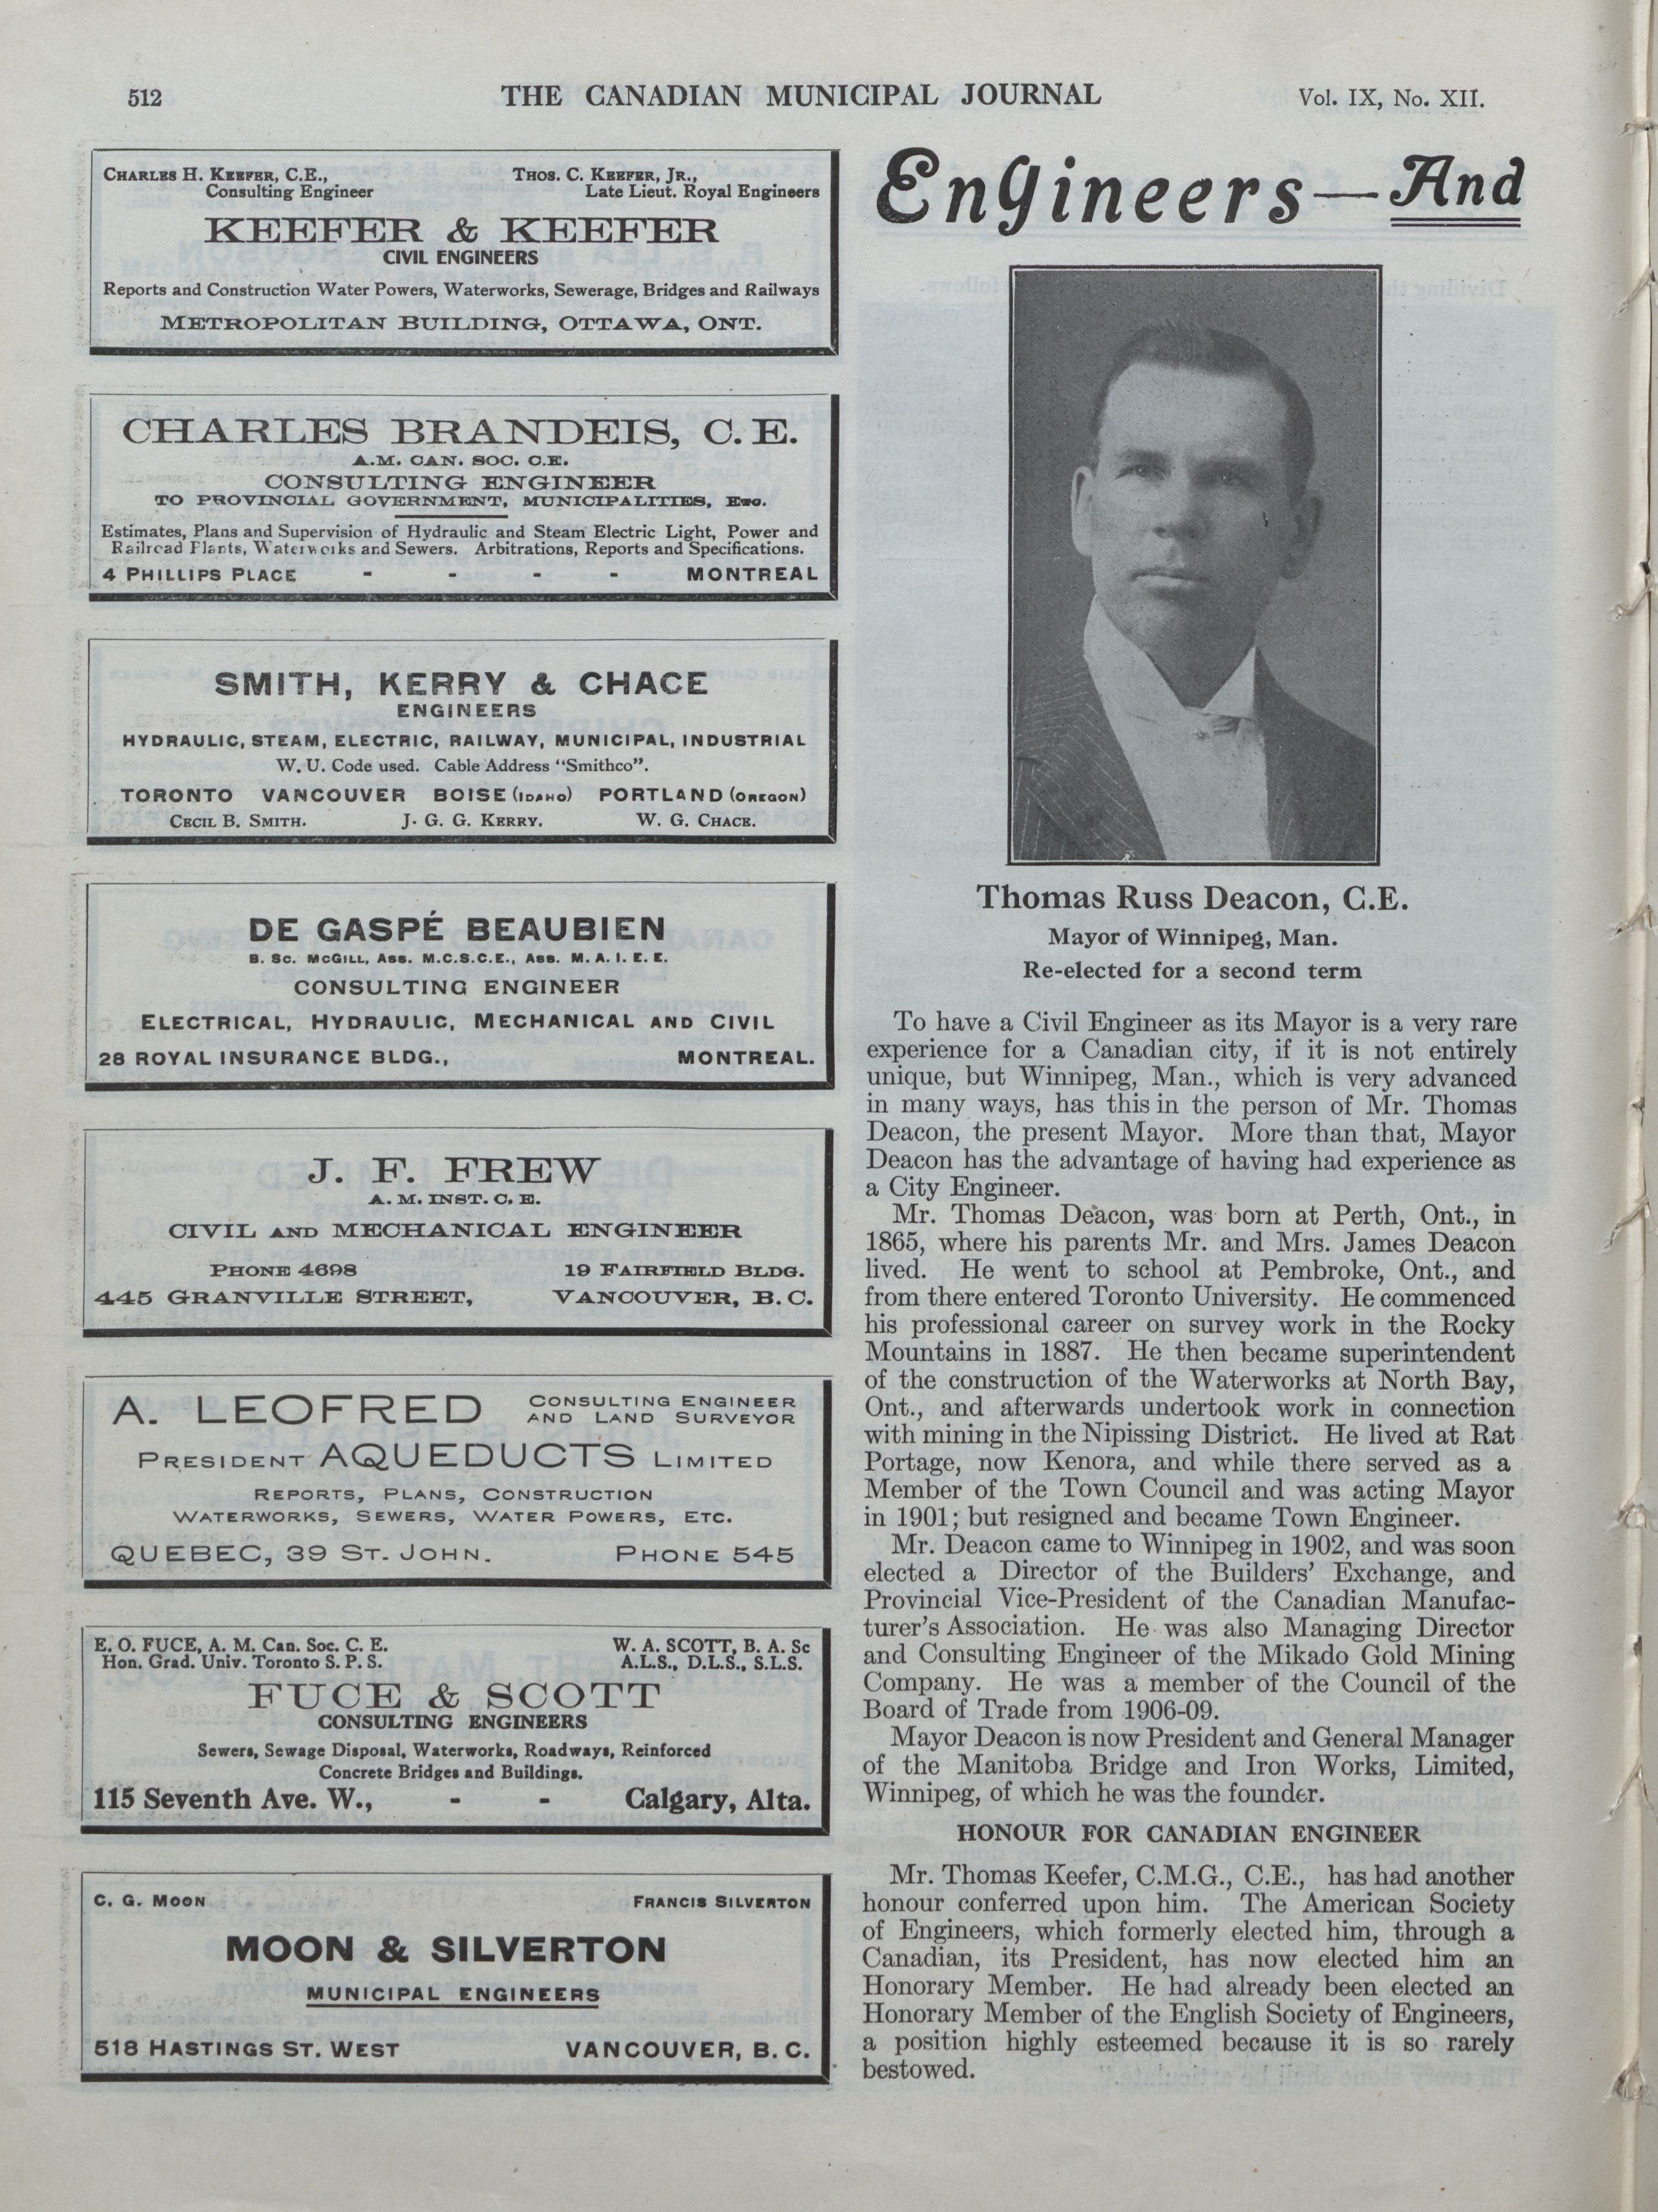 512
THE CANADIAN MUNICIPAL JOURNAL
Vol. IX, No. XII.
CHARLES H. KEEFER, C.E.,
Consulting Engineer
THOS. C. KEEFER, JR.,
Late Lieut. Royal Engineers
KEEFER & KEEFER
CIVIL ENGINEERS
Reports and Construction Water Powers, Waterworks, Sewerage, Bridges and Railways
METROPOLITAN BUILDING, OTTAWA, ONT.
CHARLES BRANDEIS, C. E.
A.M. CAN. SOC. C.E.
CONSULTING ENGINEER
TO PROVINCIAL GOVERNMENT, MUNICIPALITIES, ETC.
Estimates, Plans and Supervision of Hydraulic and Steam Electric Light, Power and
Railroad Plants, Waterworks and Sewers. Arbitrations, Reports and Specifications.
4 PHILLIPS PLACE - - - - MONTREAL
SMITH, KERRY & CHACE
ENGINEERS
HYDRAULIC, STEAM, ELECTRIC, RAILWAY, MUNICIPAL, INDUSTRIAL
W. U. Code used. Cable Address "Smithco".
TORONTO VANCOUVER BOISE (IDAHO) PORTLAND (OREGON)
CECIL B. SMITH. J. G. G. KERRY. W. G. CHACE.
DE GASPÉ BEAUBIEN
B. SC. MCGILL, ASS. M.C.S.C.E., ASS. M. A. I. E. E.
CONSULTING ENGINEER
ELECTRICAL, HYDRAULIC, MECHANICAL AND CIVIL
28 ROYAL INSURANCE BLDG., MONTREAL.
J. F. FREW
A. M. INST. C. E.
CIVIL AND MECHANICAL ENGINEER
PHONE 4698 19 FAIRFIELD BLDG.
445 GRANVILLE STREET, VANCOUVER, B. C.
A. LEOFRED
CONSULTING ENGINEER
AND LAND SURVEYOR
PRESIDENT AQUEDUCTS LIMITED
REPORTS, PLANS, CONSTRUCTION
WATERWORKS, SEWERS, WATER POWERS, ETC.
QUEBEC, 39 ST. JOHN. PHONE 545
E. O. FUCE, A. M. Can. Soc. C. E.
Hon. Grad. Univ. Toronto S. P. S.
W. A. SCOTT, B. A. Sc
A.L.S., D.L.S., S.L.S.
FUCE & SCOTT
CONSULTING ENGINEERS
Sewers, Sewage Disposal, Waterworks, Roadways, Reinforced
Concrete Bridges and Buildings.
115 Seventh Ave. W., - - Calgary, Alta.
C. G. MOON FRANCIS SILVERTON
MOON & SILVERTON
MUNICIPAL ENGINEERS
518 HASTINGS ST. WEST VANCOUVER, B. C.
Engineers—And
Thomas Russ Deacon, C.E.
Mayor of Winnipeg, Man.
Re-elected for a second term
To have a Civil Engineer as its Mayor is a very rare
experience for a Canadian city, if it is not entirely
unique, but Winnipeg, Man., which is very advanced
in many ways, has this in the person of Mr. Thomas
Deacon, the present Mayor. More than that, Mayor
Deacon has the advantage of having had experience as
a City Engineer.
Mr. Thomas Deacon, was born at Perth, Ont., in
1865, where his parents Mr. and Mrs. James Deacon
lived. He went to school at Pembroke, Ont., and
from there entered Toronto University. He commenced
his professional career on survey work in the Rocky
Mountains in 1887. He then became superintendent
of the construction of the Waterworks at North Bay,
Ont., and afterwards undertook work in connection
with mining in the Nipissing District. He lived at Rat
Portage, now Kenora, and while there served as a
Member of the Town Council and was acting Mayor
in 1901; but resigned and became Town Engineer.
Mr. Deacon came to Winnipeg in 1902, and was soon
elected a Director of the Builders' Exchange, and
Provincial Vice-President of the Canadian Manufac-
turer's Association. He was also Managing Director
and Consulting Engineer of the Mikado Gold Mining
Company. He was a member of the Council of the
Board of Trade from 1906-09.
Mayor Deacon is now President and General Manager
of the Manitoba Bridge and Iron Works, Limited,
Winnipeg, of which he was the founder.
HONOUR FOR CANADIAN ENGINEER
Mr. Thomas Keefer, C.M.G., C.E., has had another
honour conferred upon him. The American Society
of Engineers, which formerly elected him, through a
Canadian, its President, has now elected him an
Honorary Member. He had already been elected an
Honorary Member of the English Society of Engineers,
a position highly esteemed because it is so rarely
bestowed.